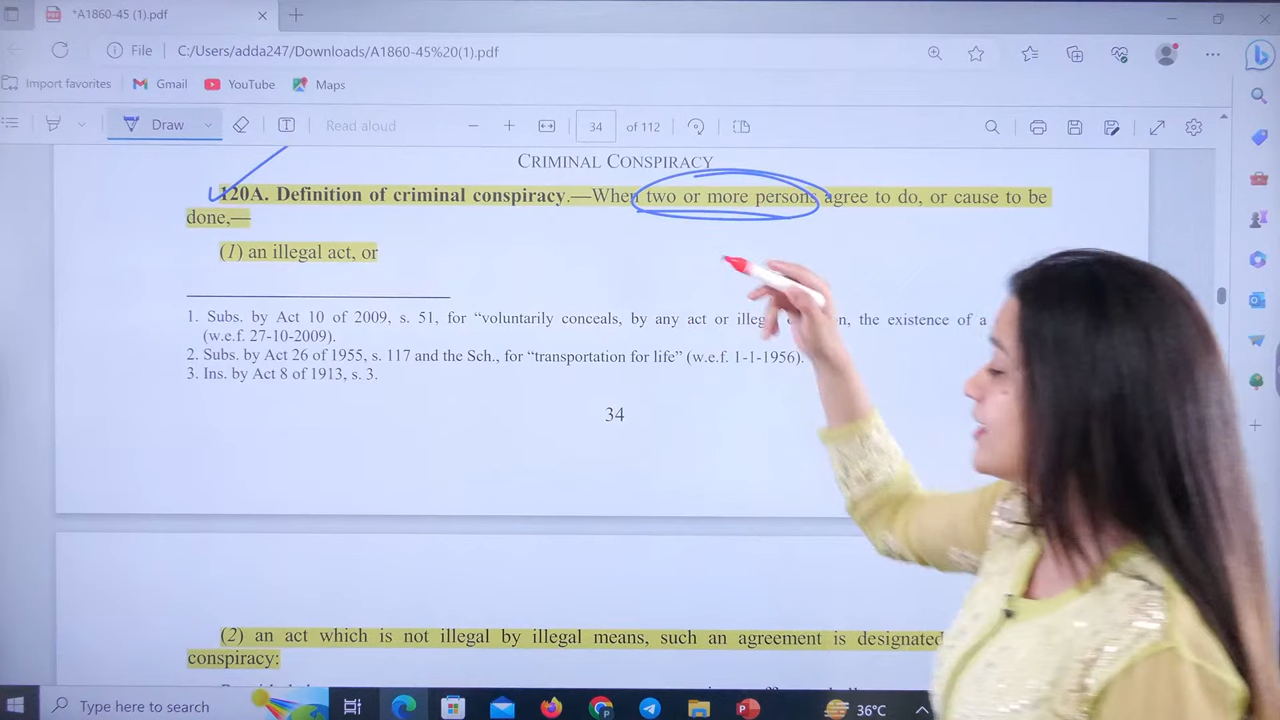 *A1860-45 (1).pdf
File C:/Users/adda247/Downloads/A1860-45%20(1).pdf
Import favorites Gmail YouTube Maps
Draw Read aloud 34 of 112
CRIMINAL CONSPIRACY
120A. Definition of criminal conspiracy.—When two or more persons agree to do, or cause to be
done,—
(1) an illegal act, or
1. Subs. by Act 10 of 2009, s. 51, for “voluntarily conceals, by any act or the existence of a
(w.e.f. 27-10-2009).
2. Subs. by Act 26 of 1955, s. 117 and the Sch., for “transportation for life” (w.e.f. 1-1-1956).
3. Ins. by Act 8 of 1913, s. 3.
34
(2) an act which is not illegal by illegal means, such an agreement is designated
conspiracy:
Type here to search 36°C